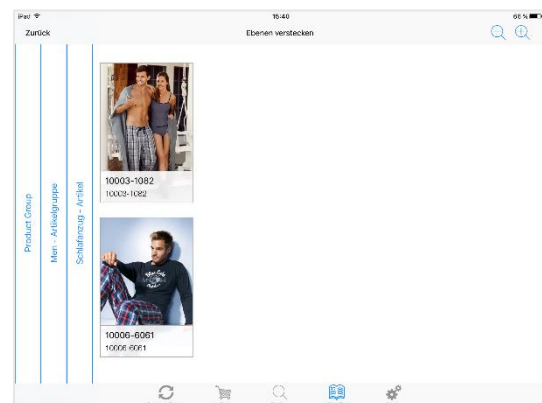 iPad
15:40
66 %
Zurück
Ebenen verstecken
Product Group
Men - Artikelgruppe
Schlafanzug - Artikel
10003-1082
10003-1082
10006-6061
10006-6061